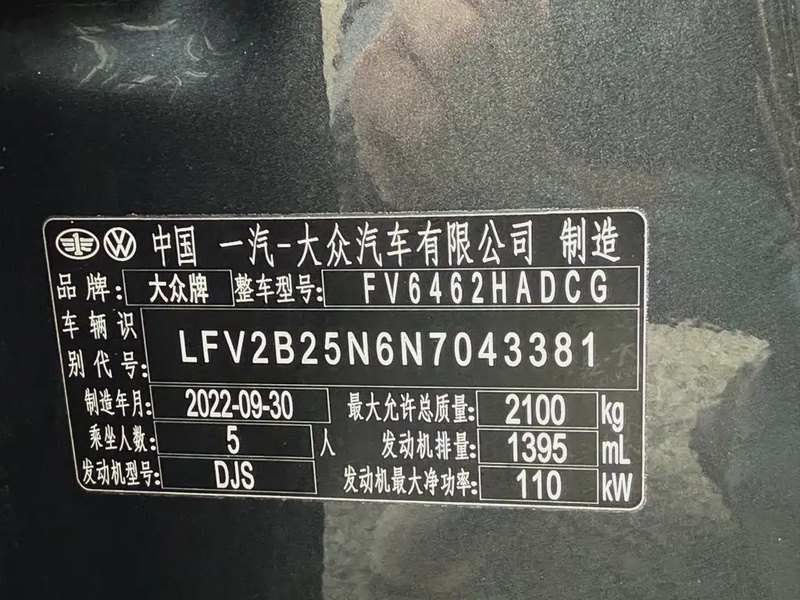 中国 一汽-大众汽车有限公司 制造
品牌: 大众牌 整车型号: FV6462HADCG
车辆识别代号: LFV2B25N6N7043381
制造年月: 2022-09-30 最大允许总质量: 2100 kg
乘坐人数: 5 人 发动机排量: 1395 mL
发动机型号: DJS 发动机最大净功率: 110 kW